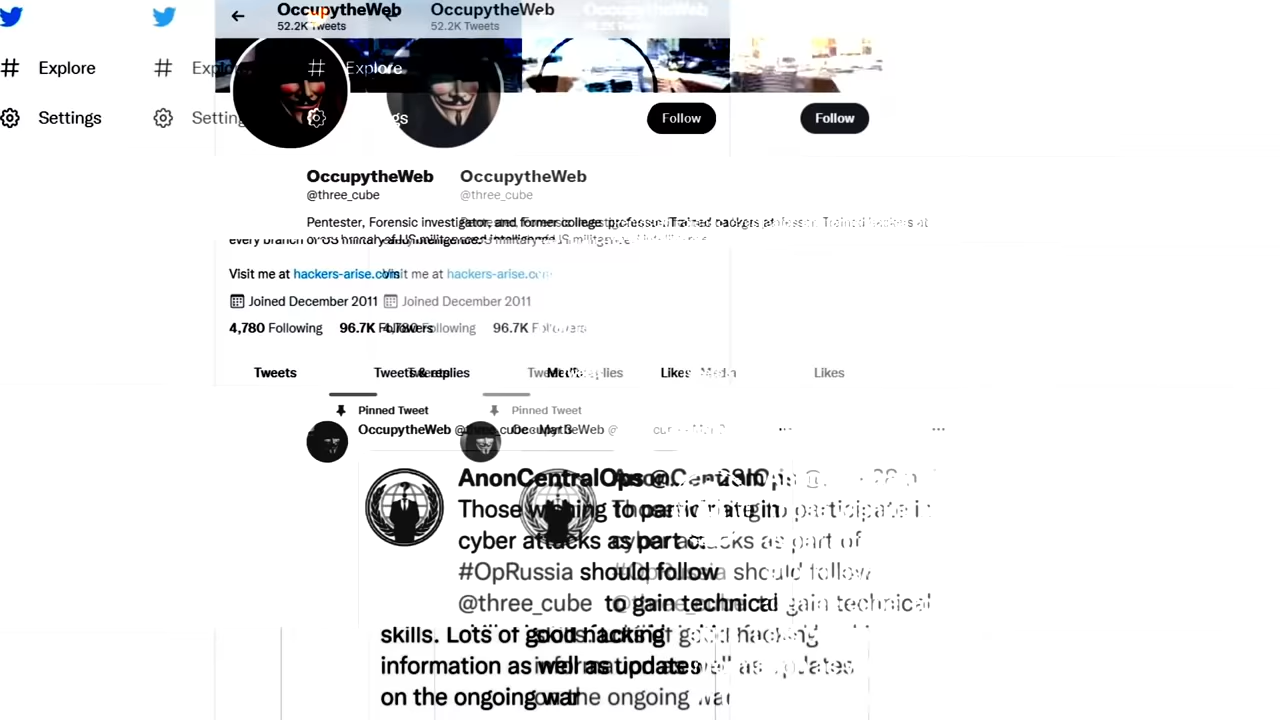 OccupytheWeb
52.2K Tweets
Explore
Settings
Follow
OccupytheWeb
@three_cube
Pentester, Forensic investigator, and former college professor. Trained hackers at
every branch of US military and intelligence
Visit me at hackers-arise.com
Joined December 2011
4,780 Following 96.7K Followers
Tweets Tweets & replies Media Likes
Pinned Tweet
OccupytheWeb @three_cube · Mar 3
AnonCentralOps
Those wishing to participate in
cyber attacks as part of
#OpRussia should follow
@three_cube to gain technical
skills. Lots of good hacking
information as well as updates
on the ongoing war